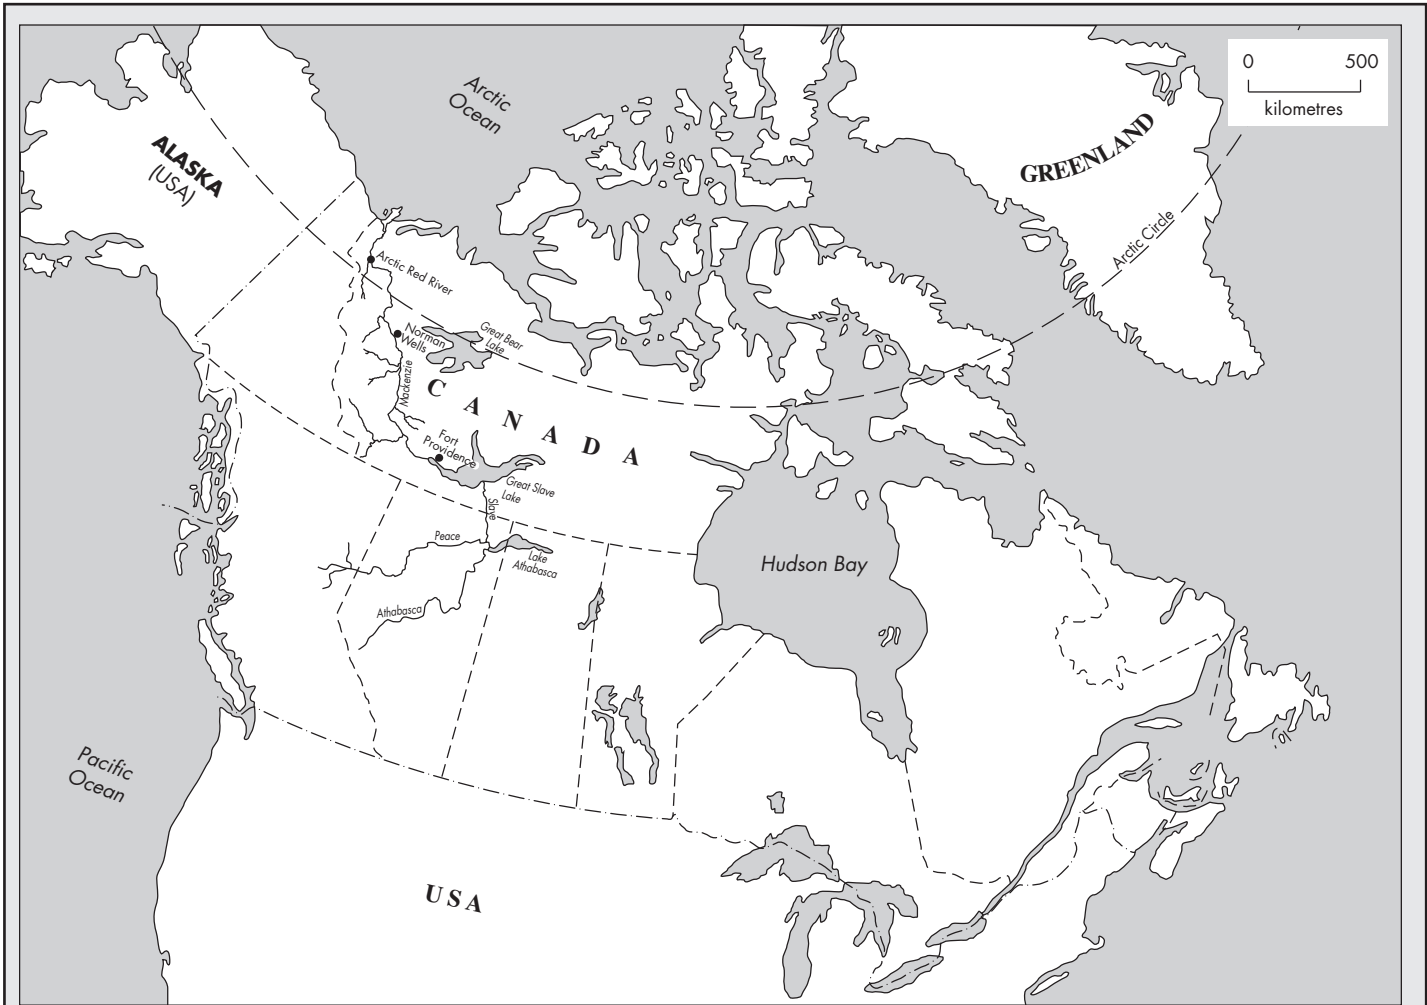 0 500
kilometres
Arctic
Ocean
GREENLAND
ALASKA
(USA)
Arctic Circle
Arctic Red River
Norman
Wells
Great Bear
Lake
Mackenzie
CANADA
Fort
Providence
Great Slave
Lake
Slave
Peace
Lake
Athabasca
Athabasca
Hudson Bay
Pacific
Ocean
USA